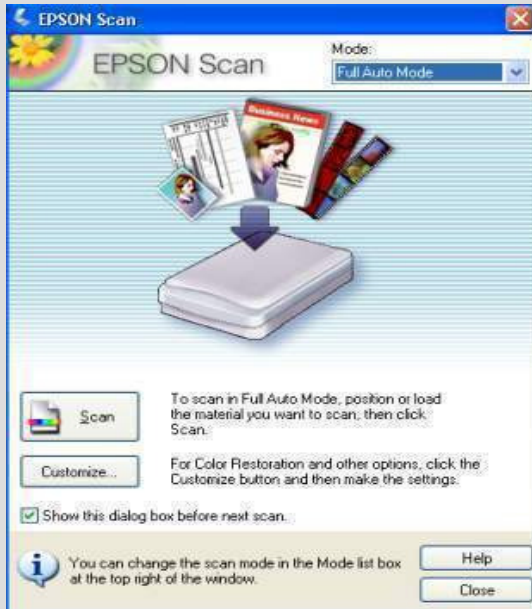 EPSON Scan
EPSON Scan
Mode:
Full Auto Mode
Business News
Scan
To scan in Full Auto Mode, position or load
the material you want to scan, then click
Scan.
Customize...
For Color Restoration and other options, click the
Customize button and then make the settings.
Show this dialog box before next scan.
You can change the scan mode in the Mode list box
at the top right of the window.
Help
Close